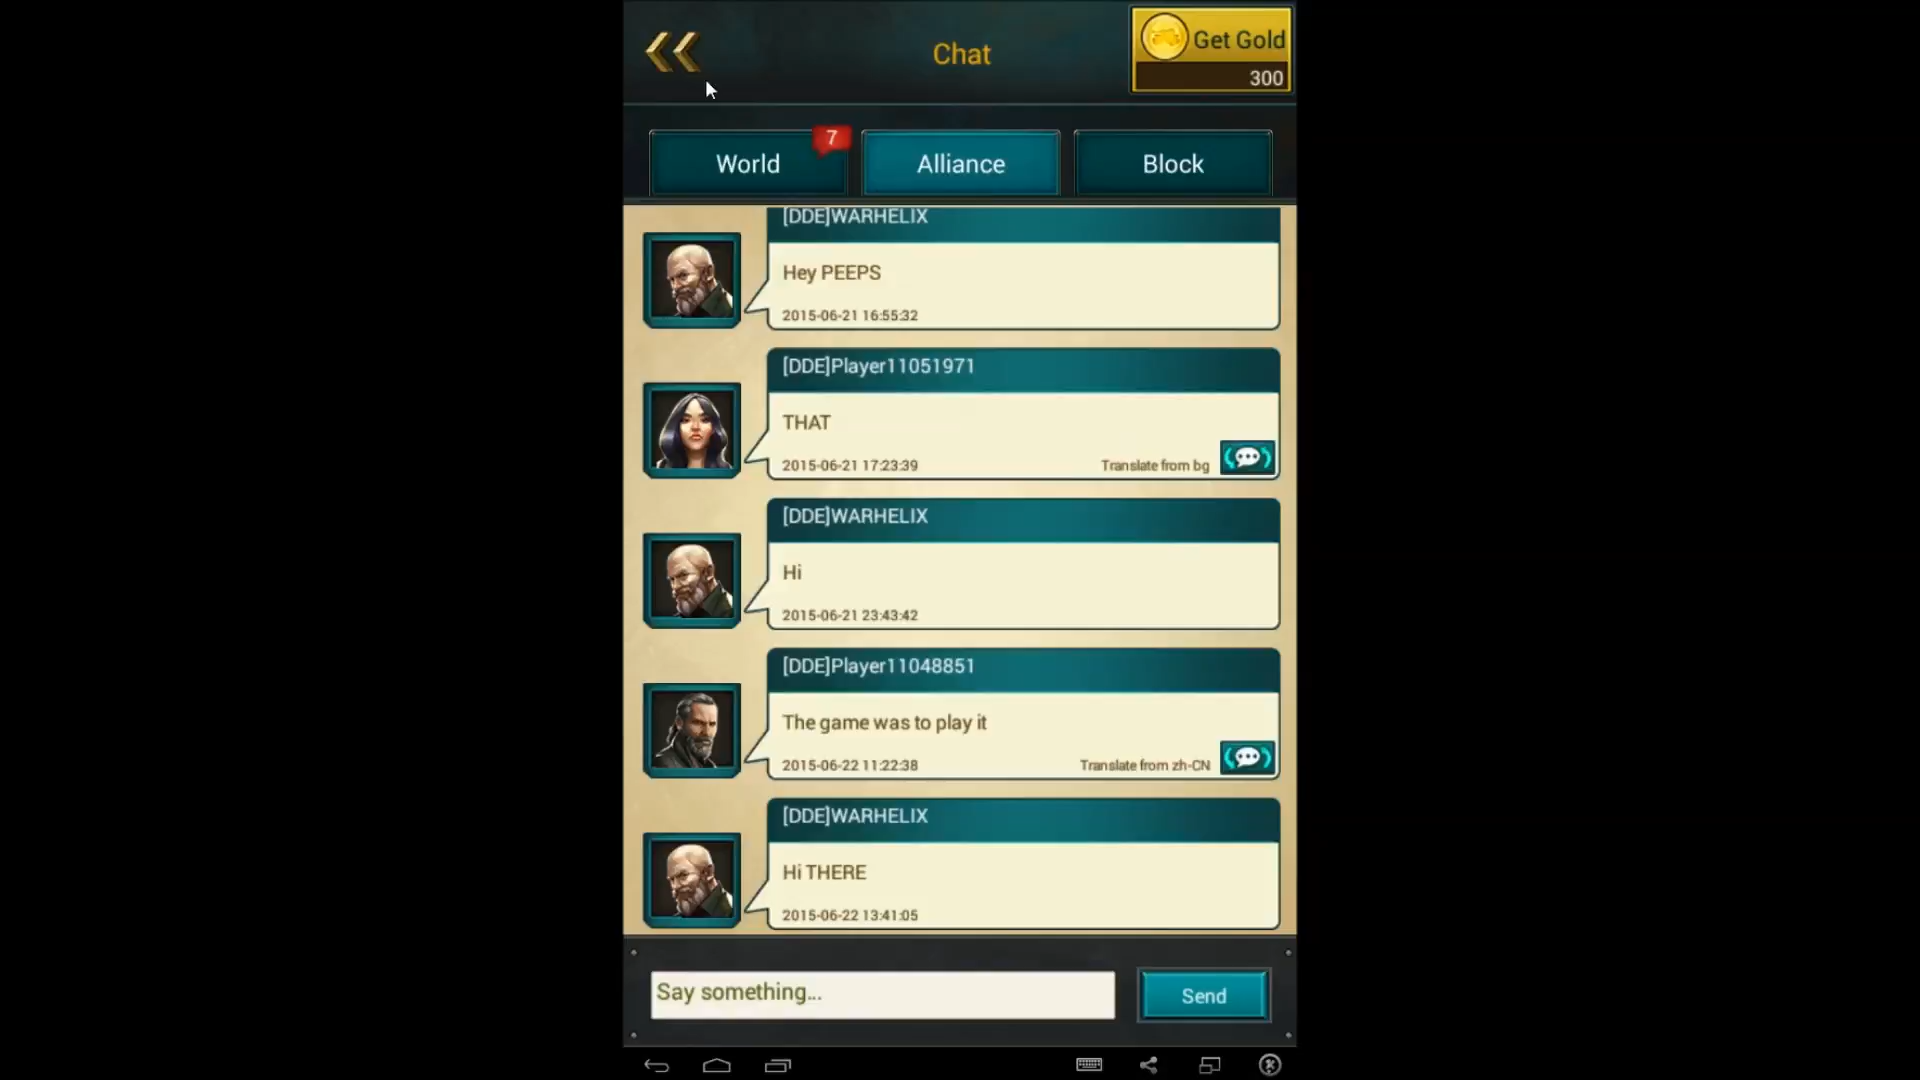 Chat
Get Gold
300
World
7
Alliance
Block
[DDE]WARHELIX
Hey PEEPS
2015-06-21 16:55:32
[DDE]Player11051971
THAT
2015-06-21 17:23:39
Translate from bg
[DDE]WARHELIX
Hi
2015-06-21 23:43:42
[DDE]Player11048851
The game was to play it
2015-06-22 11:22:38
Translate from zh-CN
[DDE]WARHELIX
Hi THERE
2015-06-22 13:41:05
Say something...
Send